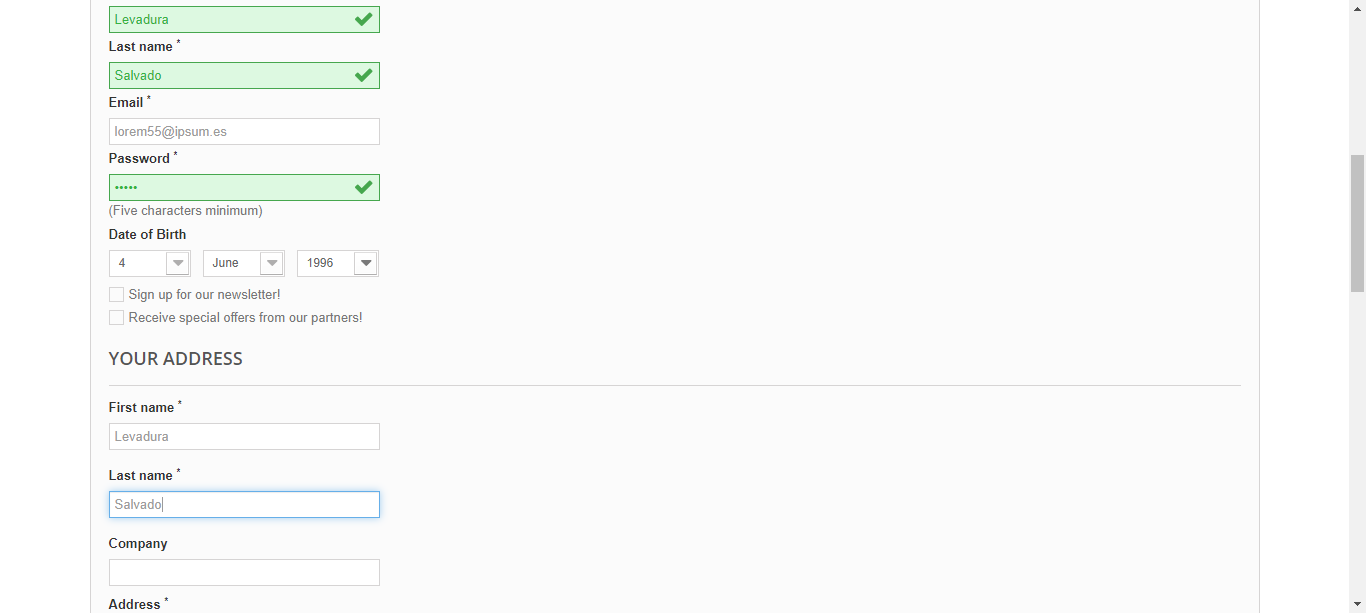 Levadura
Last name *
Salvado
Email *
lorem55@ipsum.es
Password *
•••••
(Five characters minimum)
Date of Birth
4 June 1996
Sign up for our newsletter!
Receive special offers from our partners!
YOUR ADDRESS
First name *
Levadura
Last name *
Salvado
Company
Address *